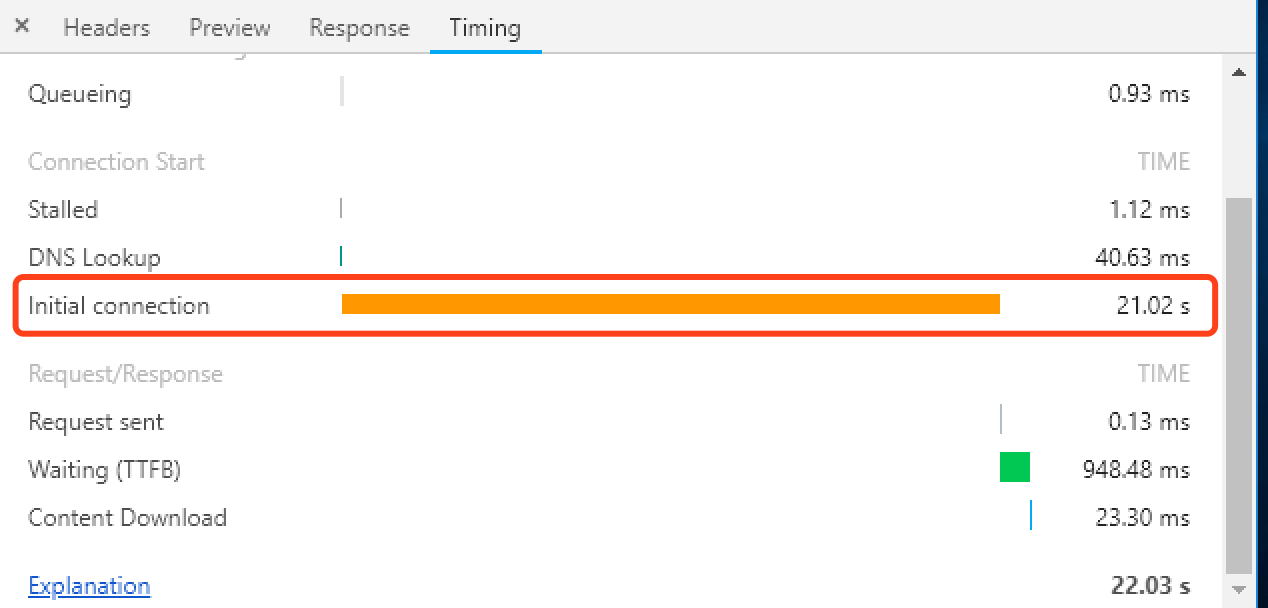 × Headers Preview Response Timing
Queueing 0.93 ms
Connection Start TIME
Stalled 1.12 ms
DNS Lookup 40.63 ms
Initial connection 21.02 s
Request/Response TIME
Request sent 0.13 ms
Waiting (TTFB) 948.48 ms
Content Download 23.30 ms
Explanation 22.03 s